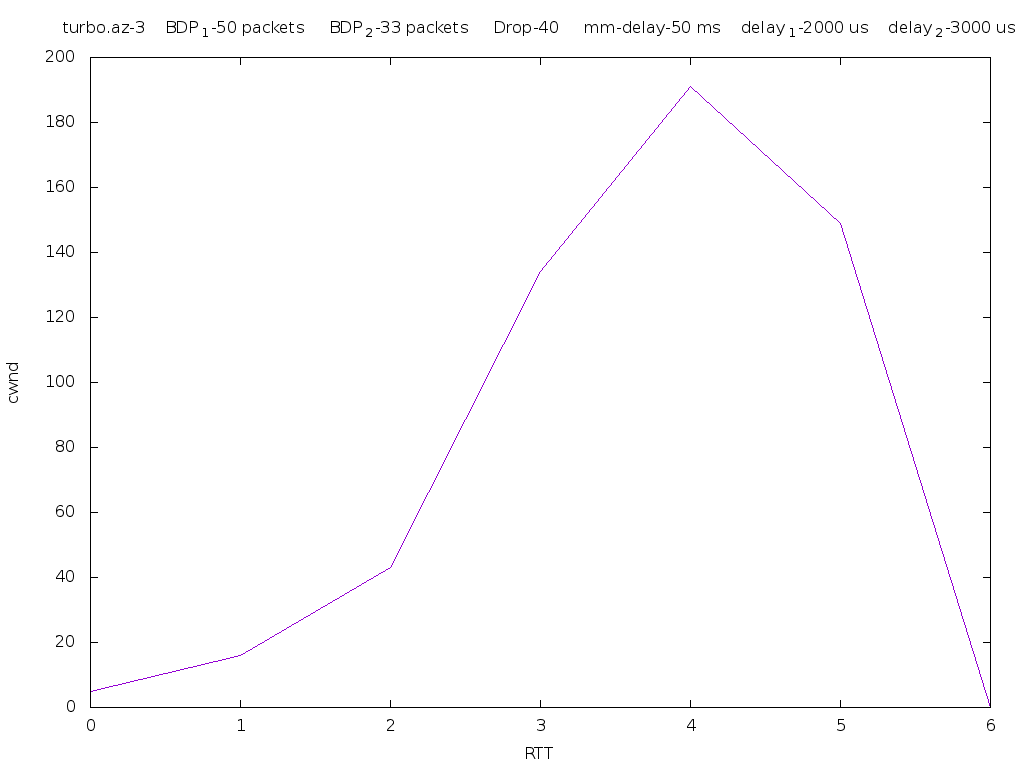 turbo.az-3 BDP₁-50 packets BDP₂-33 packets Drop-40 mm-delay-50 ms delay₁-2000 us delay₂-3000 us
200
180
160
140
120
100
80
60
40
20
0
cwnd
0 1 2 3 4 5 6
RTT